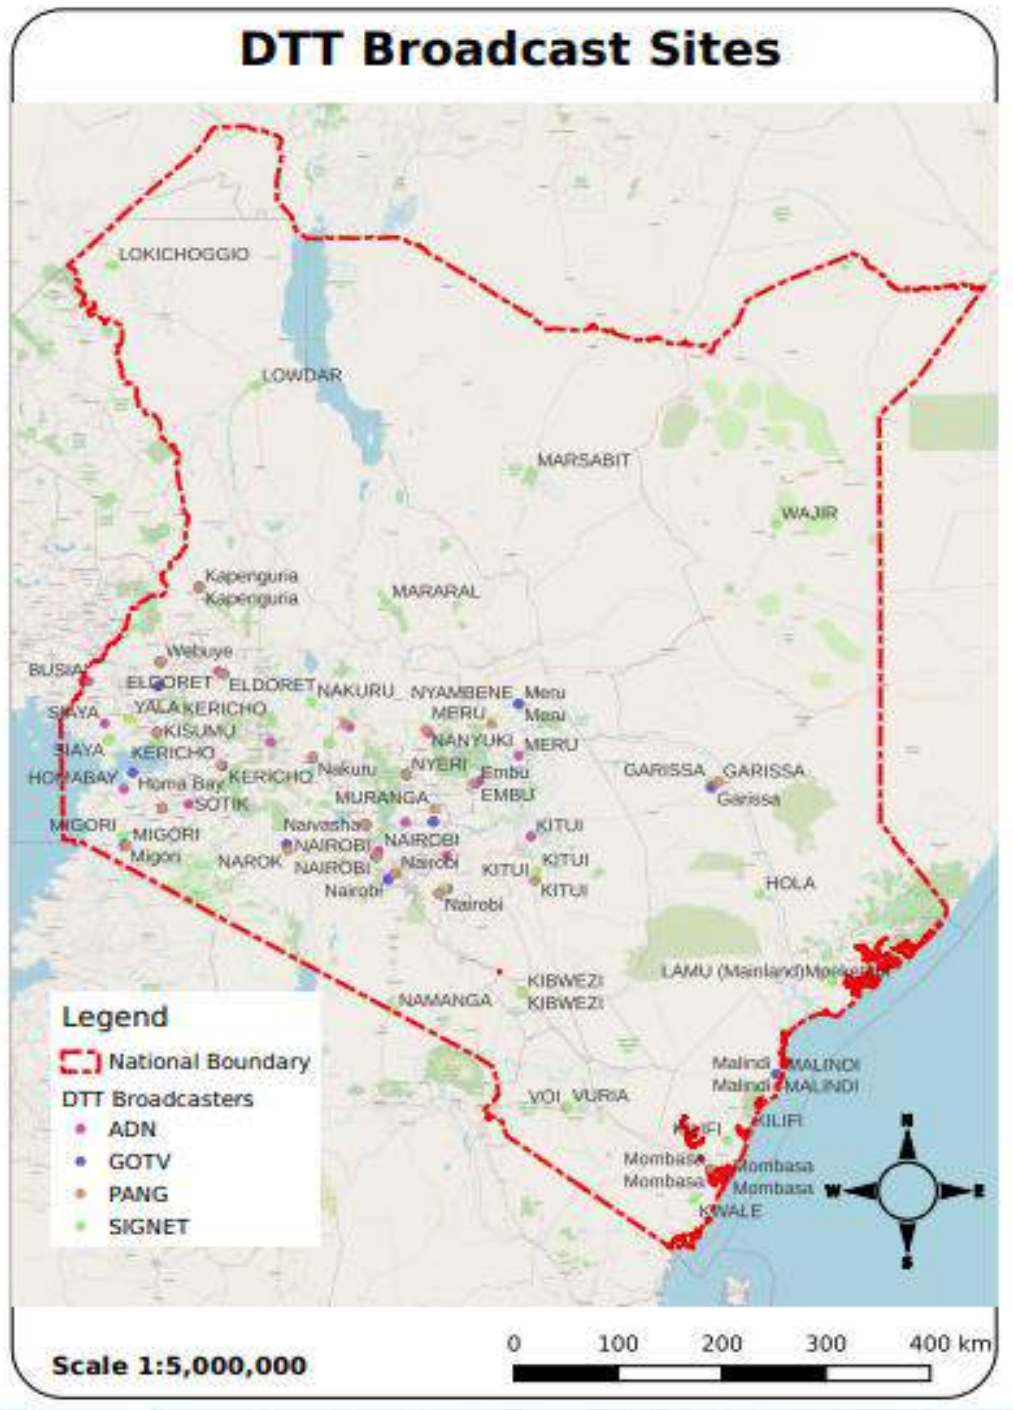 DTT Broadcast Sites
LOKICHOGGIO
LOWDAR
MARSABIT
WAJIR
Kapenguria
Kapenguria
MARARAL
Webuye
BUSIA
ELDORET
ELDORET
NAKURU
NYAMBENE
Meru
SIAYA
YALA
KERICHO
MERU
Meru
KISUMU
NANYUKI
MERU
SIAYA
KERICHO
NYERI
Nakuru
GARISSA
GARISSA
HOMABAY
Homa Bay
KERICHO
Embu
EMBU
Garissa
SOTIK
MURANGA
MIGORI
MIGORI
Naivasha
KITUI
Migori
NAROK
NAIROBI
NAIROBI
NAIROBI
Nairobi
KITUI
KITUI
Nairobi
KITUI
HOLA
Nairobi
LAMU (Mainland)
KIBWEZI
KIBWEZI
NAMANGA
Malindi
MALINDI
Malindi
MALINDI
VOI
VURIA
KILIFI
Mombasa
Mombasa
Mombasa
Mombasa
KWALE
Legend
National Boundary
DTT Broadcasters
ADN
GOTV
PANG
SIGNET
N
W
E
S
Scale 1:5,000,000
0 100 200 300 400 km